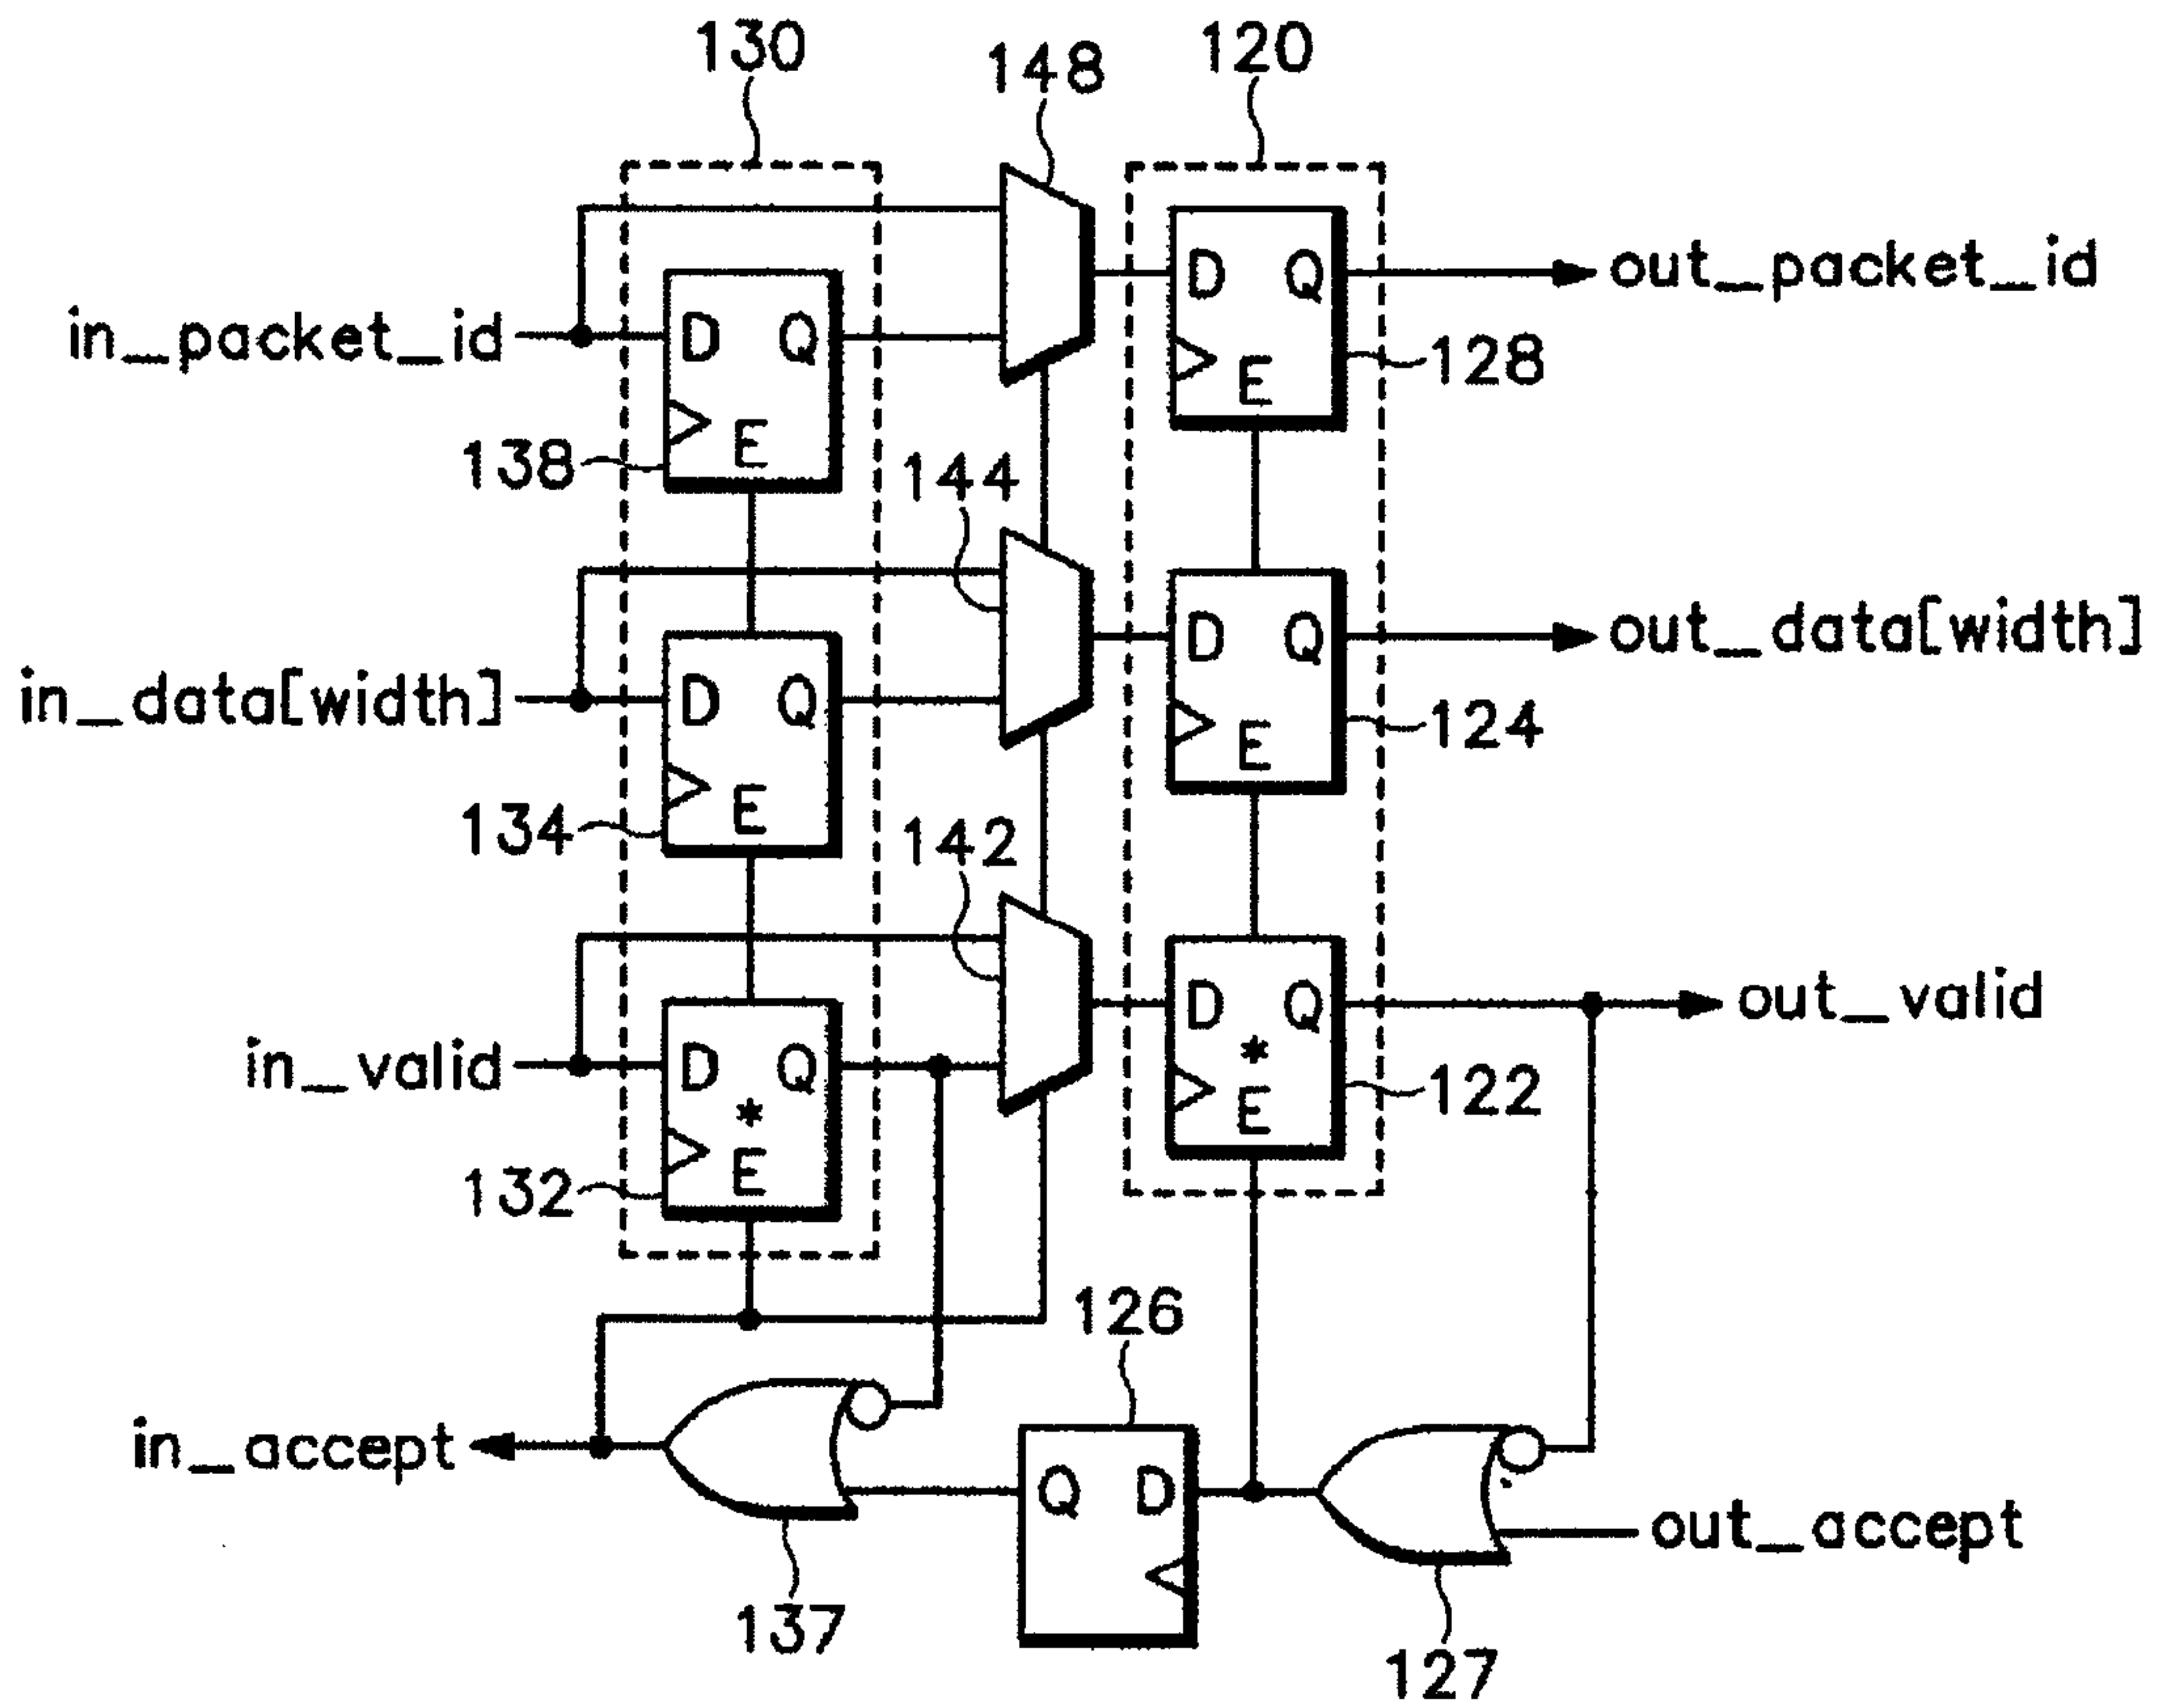 130
148
120
D Q
out_packet_id
in_packet_id
D Q
E
128
E
138
144
D Q
out_data[width]
in_data[width]
D Q
E
124
E
134
142
D Q
out_valid
*
in_valid
D Q
E
122
*
E
132
126
in_accept
Q D
out_accept
137
127